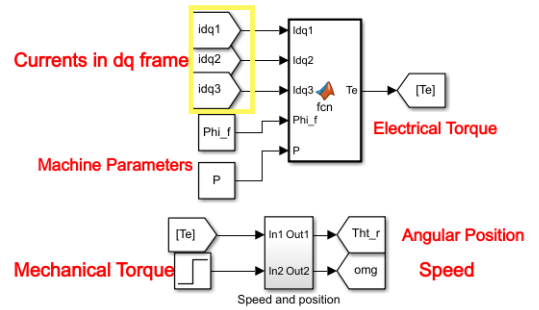 idq1
Idq1
Currents in dq frame
idq2
Idq2
idq3
Idq3
Te
[Te]
fcn
Phi_f
Phi_f
Electrical Torque
Machine Parameters
P
P
[Te]
In1 Out1
Tht_r
Angular Position
Mechanical Torque
In2 Out2
omg
Speed
Speed and position